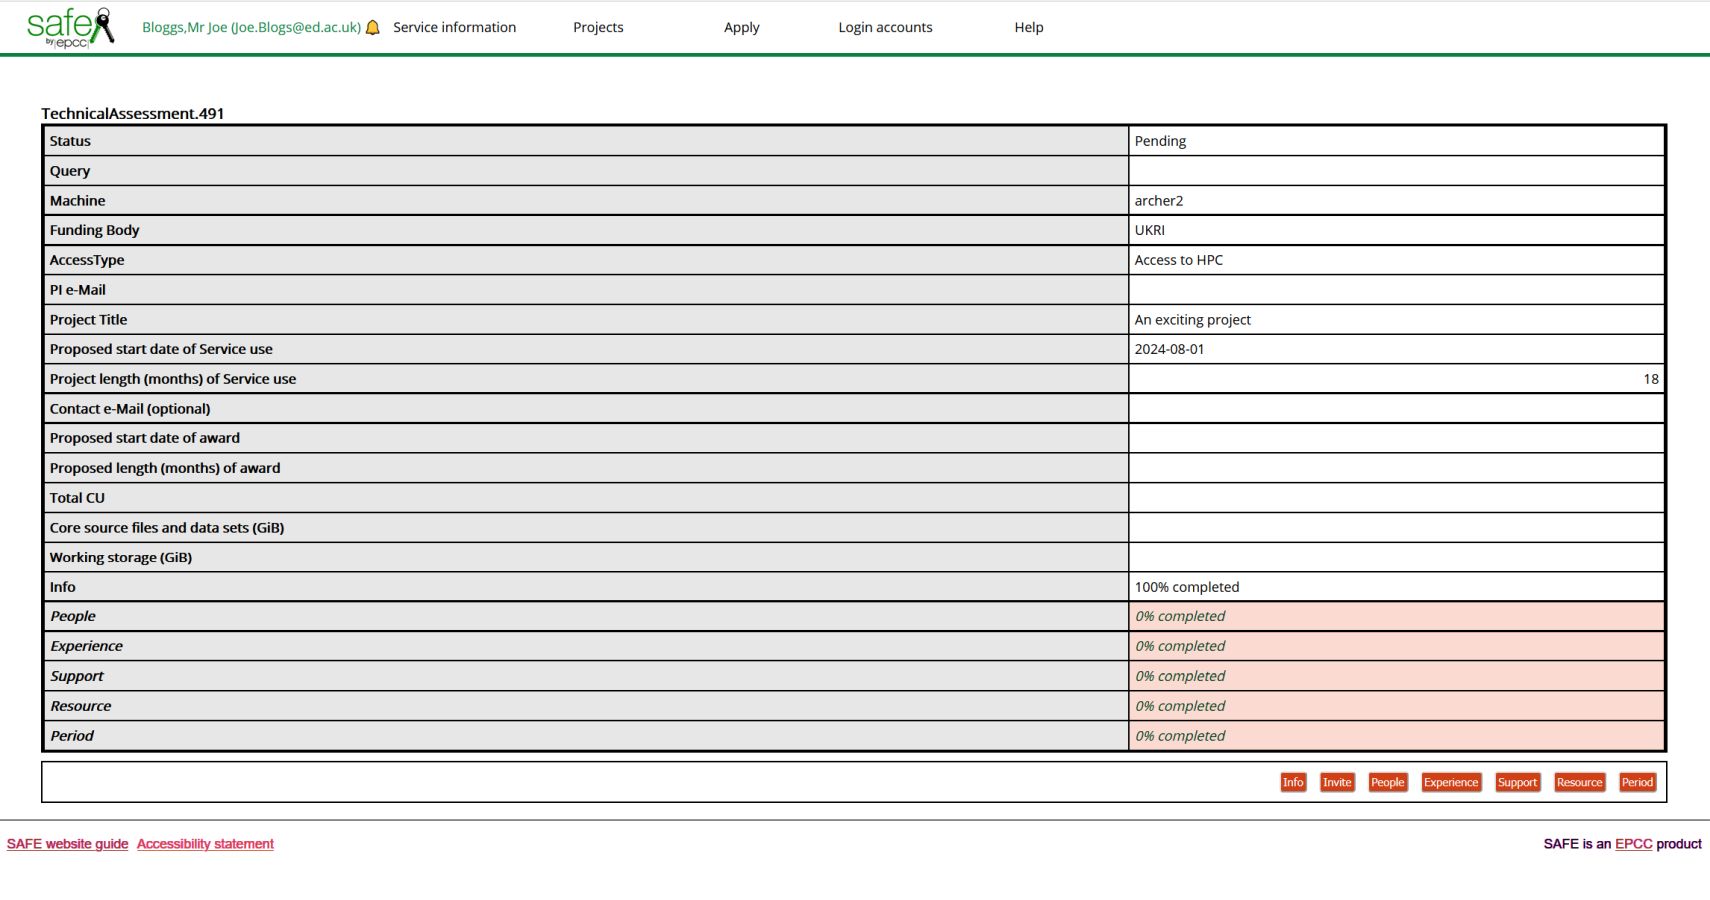 safe
by |epcc|
Bloggs,Mr Joe (Joe.Blogs@ed.ac.uk) Service information Projects Apply Login accounts Help
TechnicalAssessment.491
Status Pending
Query
Machine archer2
Funding Body UKRI
AccessType Access to HPC
PI e-Mail
Project Title An exciting project
Proposed start date of Service use 2024-08-01
Project length (months) of Service use 18
Contact e-Mail (optional)
Proposed start date of award
Proposed length (months) of award
Total CU
Core source files and data sets (GiB)
Working storage (GiB)
Info 100% completed
People 0% completed
Experience 0% completed
Support 0% completed
Resource 0% completed
Period 0% completed
Info Invite People Experience Support Resource Period
SAFE website guide Accessibility statement SAFE is an EPCC product